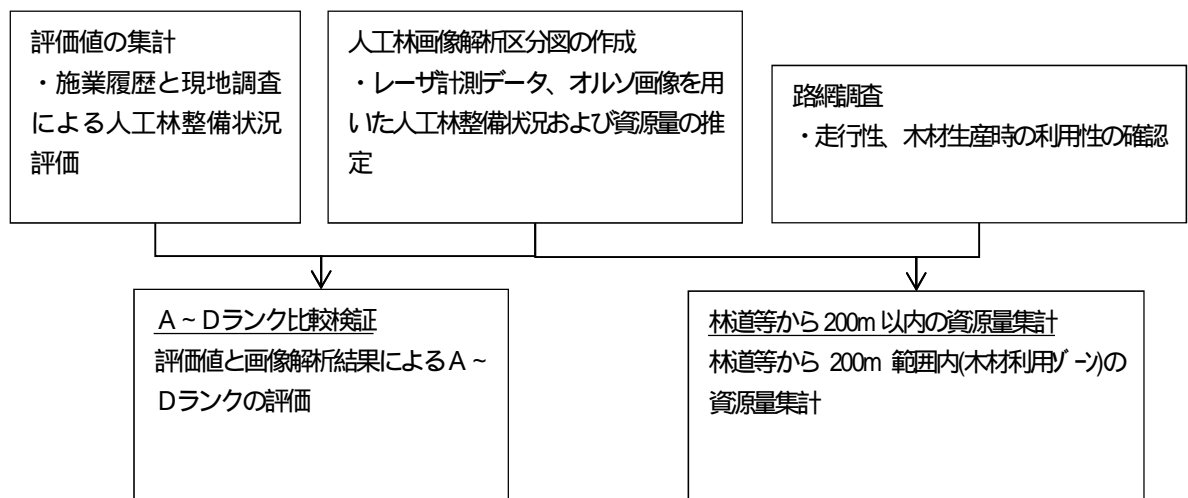 評価値の集計
・施業履歴と現地調査
による人工林整備状況
評価
人工林画像解析区分図の作成
・レーザ計測データ、オルソ画像を用
いた人工林整備状況および資源量の推
定
路網調査
・走行性、木材生産時の利用性の確認
A~Dランク比較検証
評価値と画像解析結果によるA~
Dランクの評価
林道等から200m以内の資源量集計
林道等から 200m 範囲内(木材利用ゾーン)の
資源量集計